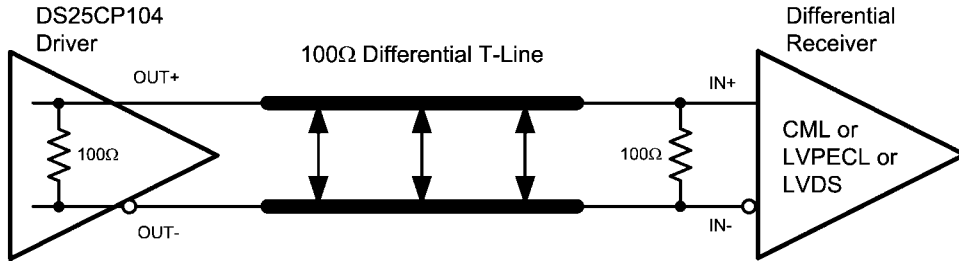 DS25CP104
Driver
100Ω Differential T-Line
Differential
Receiver
OUT+
IN+
100Ω
100Ω
CML or
LVPECL or
LVDS
OUT-
IN-